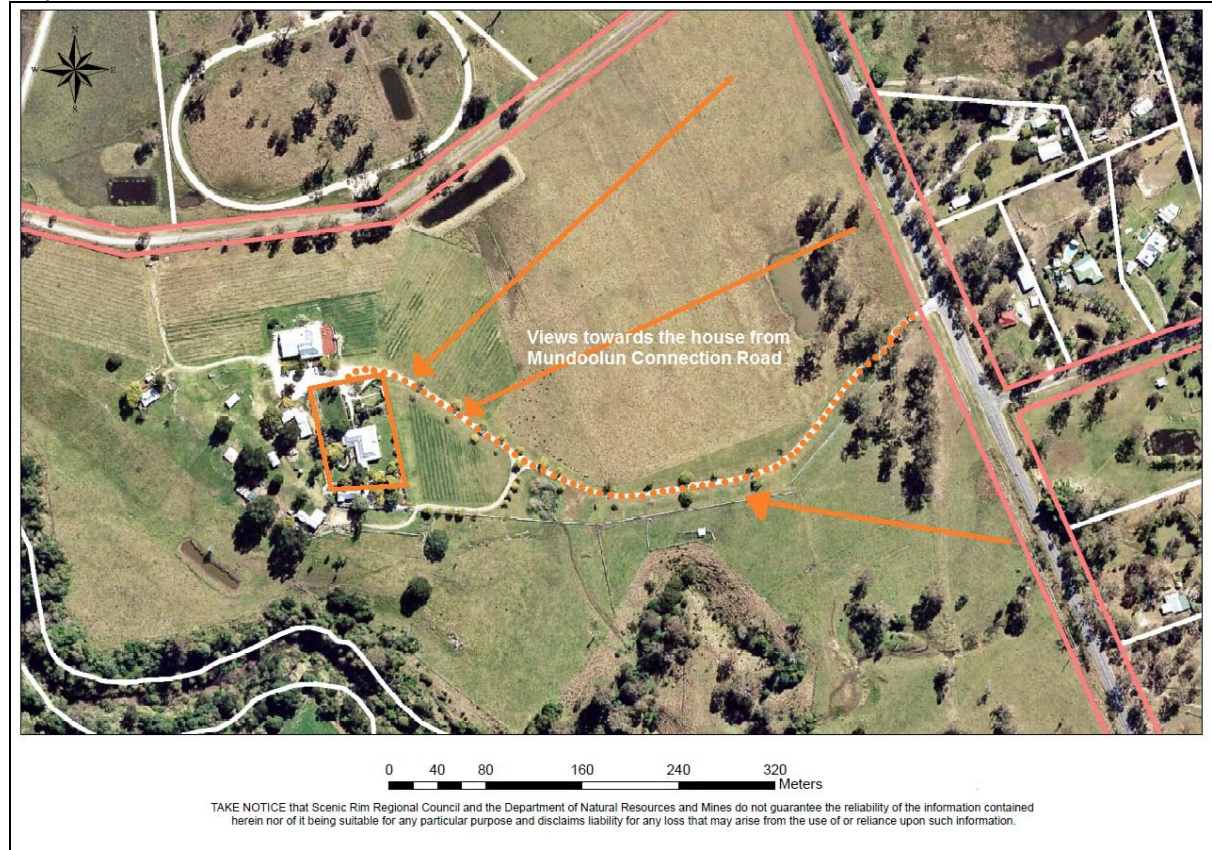 N
W E
S
Views towards the house from
Mundoolun Connection Road
0 40 80 160 240 320
Meters
TAKE NOTICE that Scenic Rim Regional Council and the Department of Natural Resources and Mines do not guarantee the reliability of the information contained
herein nor of it being suitable for any particular purpose and disclaims liability for any loss that may arise from the use of or reliance upon such information.